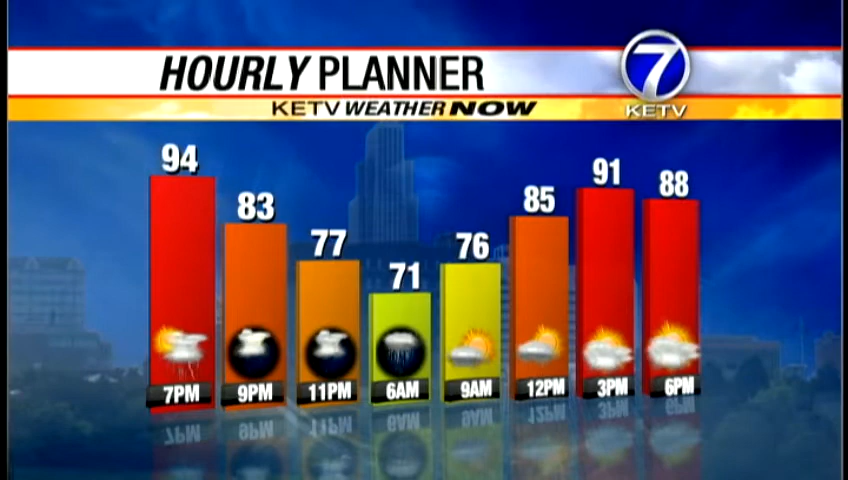 HOURLY PLANNER
7
KETV WEATHER NOW
KETV
94 83 77 71 76 85 91 88
7PM 9PM 11PM 6AM 9AM 12PM 3PM 6PM